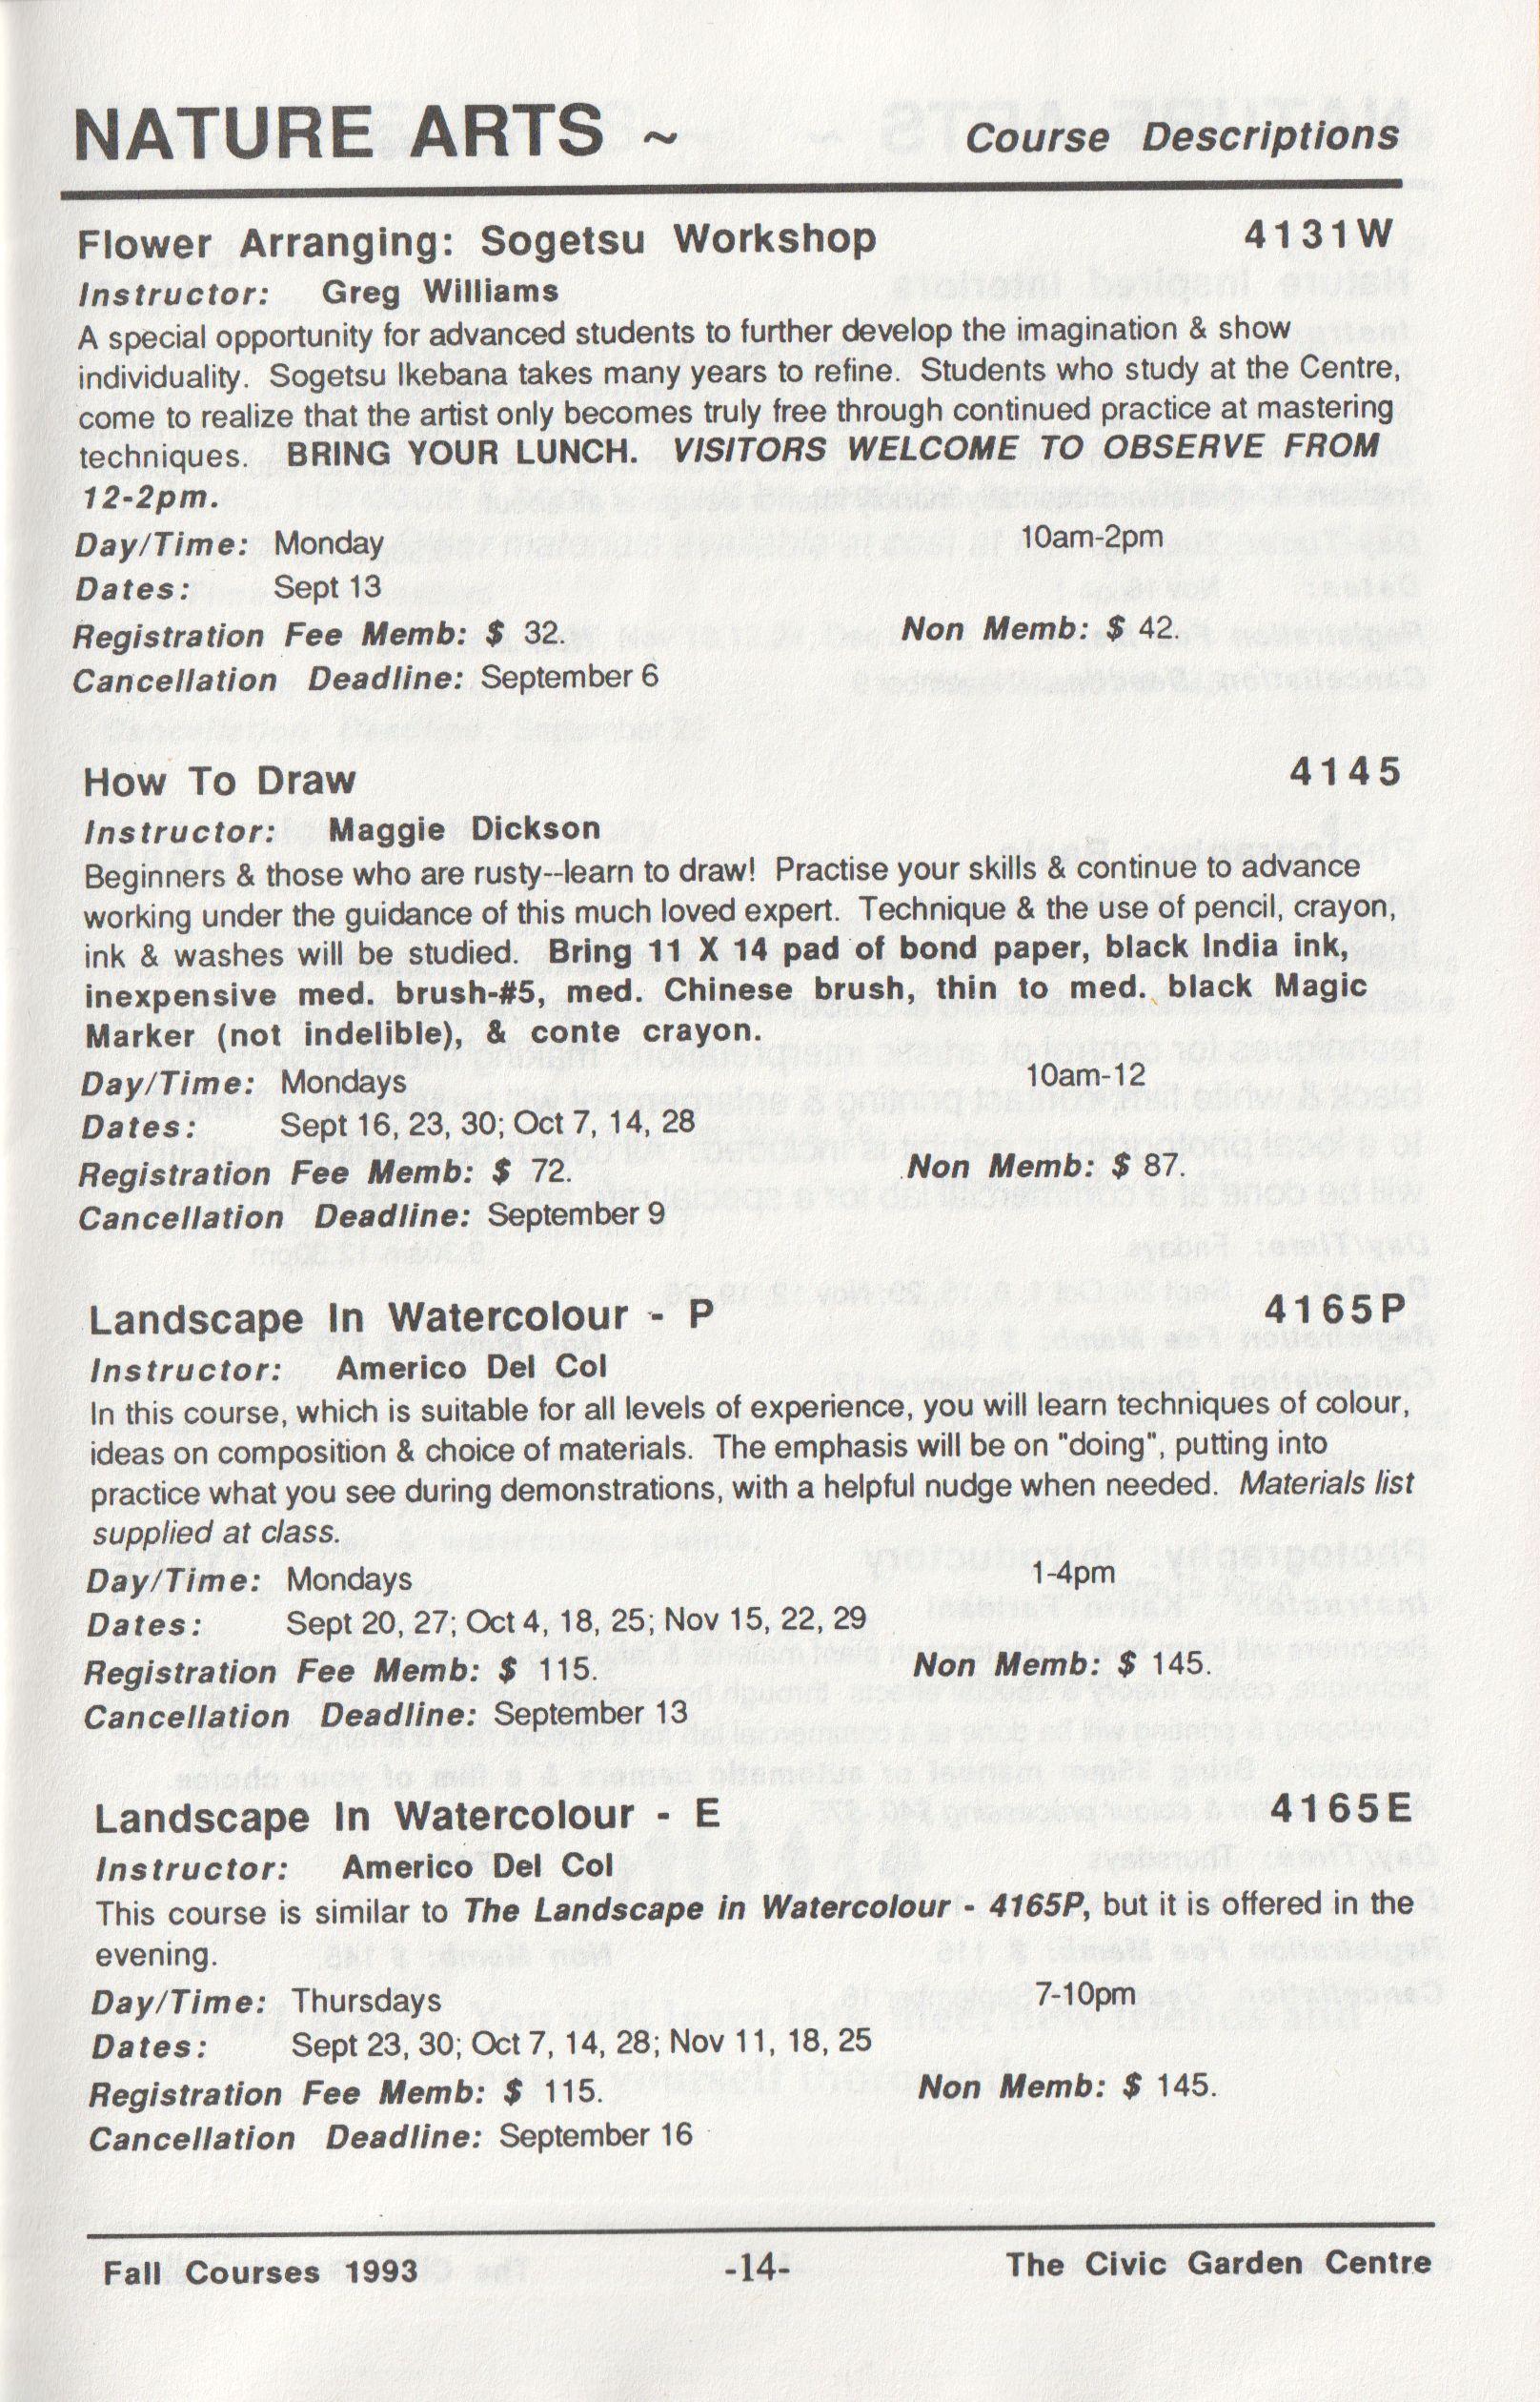 NATURE ARTS ~ Course Descriptions
Flower Arranging: Sogetsu Workshop 4131W
Instructor: Greg Williams
A special opportunity for advanced students to further develop the imagination & show
individuality. Sogetsu Ikebana takes many years to refine. Students who study at the Centre,
come to realize that the artist only becomes truly free through continued practice at mastering
techniques. BRING YOUR LUNCH. VISITORS WELCOME TO OBSERVE FROM
12-2pm.
Day/Time: Monday 10am-2pm
Dates: Sept 13
Registration Fee Memb: $ 32. Non Memb: $ 42.
Cancellation Deadline: September 6
How To Draw 4145
Instructor: Maggie Dickson
Beginners & those who are rusty--learn to draw! Practise your skills & continue to advance
working under the guidance of this much loved expert. Technique & the use of pencil, crayon,
ink & washes will be studied. Bring 11 X 14 pad of bond paper, black India ink,
inexpensive med. brush-#5, med. Chinese brush, thin to med. black Magic
Marker (not indelible), & conte crayon.
Day/Time: Mondays 10am-12
Dates: Sept 16, 23, 30; Oct 7, 14, 28
Registration Fee Memb: $ 72. Non Memb: $ 87.
Cancellation Deadline: September 9
Landscape In Watercolour - P 4165P
Instructor: Americo Del Col
In this course, which is suitable for all levels of experience, you will learn techniques of colour,
ideas on composition & choice of materials. The emphasis will be on "doing", putting into
practice what you see during demonstrations, with a helpful nudge when needed. Materials list
supplied at class.
Day/Time: Mondays 1-4pm
Dates: Sept 20, 27; Oct 4, 18, 25; Nov 15, 22, 29
Registration Fee Memb: $ 115. Non Memb: $ 145.
Cancellation Deadline: September 13
Landscape In Watercolour - E 4165E
Instructor: Americo Del Col
This course is similar to The Landscape in Watercolour - 4165P, but it is offered in the
evening.
Day/Time: Thursdays 7-10pm
Dates: Sept 23, 30; Oct 7, 14, 28; Nov 11, 18, 25
Registration Fee Memb: $ 115. Non Memb: $ 145.
Cancellation Deadline: September 16
Fall Courses 1993 -14- The Civic Garden Centre